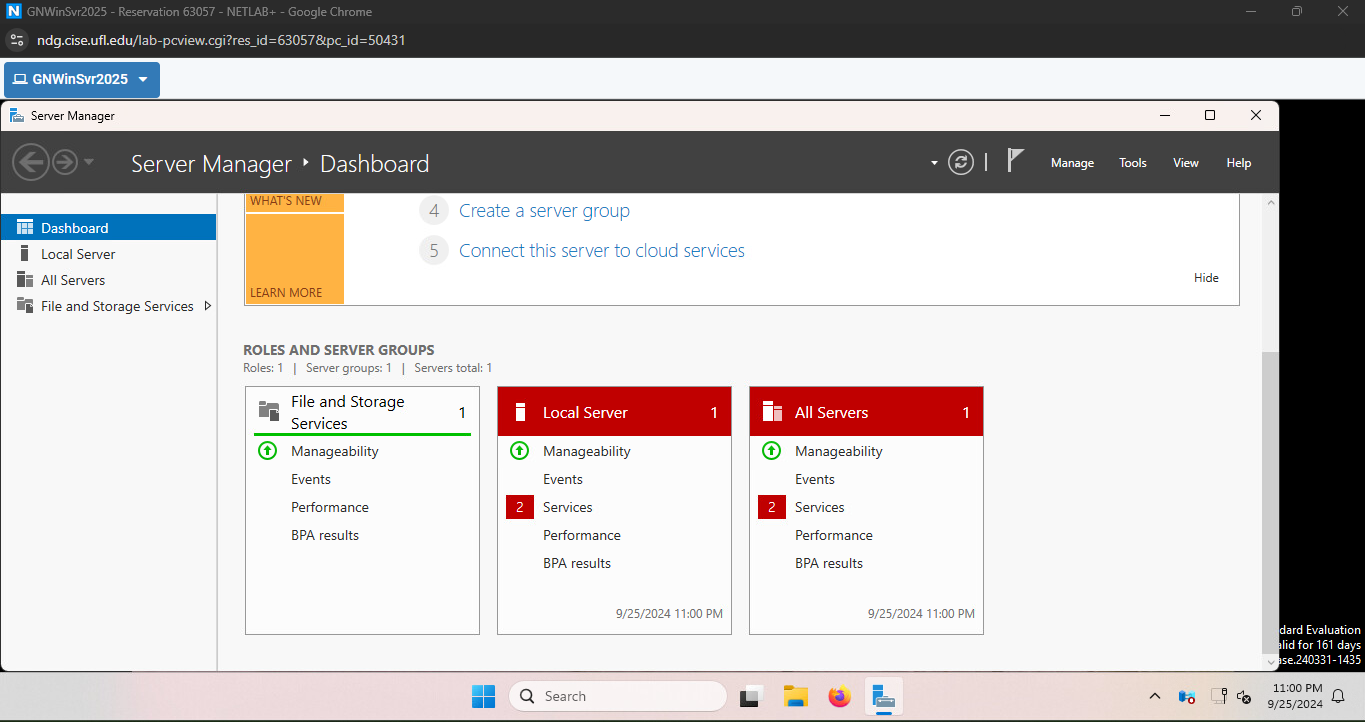 GNWinSvr2025 - Reservation 63057 - NETLAB+ - Google Chrome
ndg.cise.ufl.edu/lab-pcview.cgi?res_id=63057&pc_id=50431
GNWinSvr2025
Server Manager
Server Manager Dashboard
Manage Tools View Help
Dashboard
Local Server
All Servers
File and Storage Services
WHAT'S NEW
LEARN MORE
4 Create a server group
5 Connect this server to cloud services
Hide
ROLES AND SERVER GROUPS
Roles: 1 | Server groups: 1 | Servers total: 1
File and Storage
Services
1
Manageability
Events
Performance
BPA results
Local Server 1
Manageability
Events
2 Services
Performance
BPA results
9/25/2024 11:00 PM
All Servers 1
Manageability
Events
2 Services
Performance
BPA results
9/25/2024 11:00 PM
dard Evaluation
alid for 161 days
ase.240331-1435
Search
11:00 PM
9/25/2024